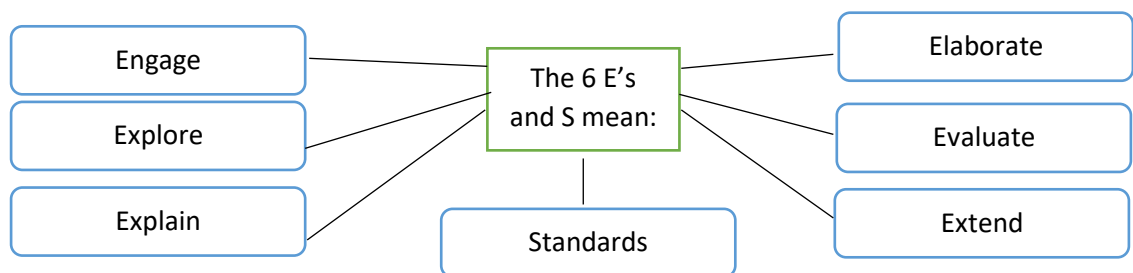 Engage
Explore
Explain
The 6 E’s
and S mean:
Standards
Elaborate
Evaluate
Extend